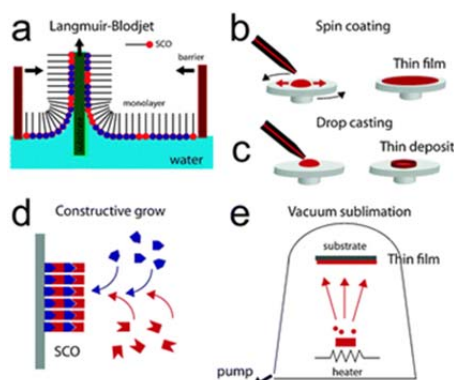 a
Langmuir-Blodjet
SCO
barrier
monolayer
water
b
Spin coating
Thin film
Drop casting
c
Thin deposit
d
Constructive grow
SCO
e
Vacuum sublimation
substrate
Thin film
heater
pump